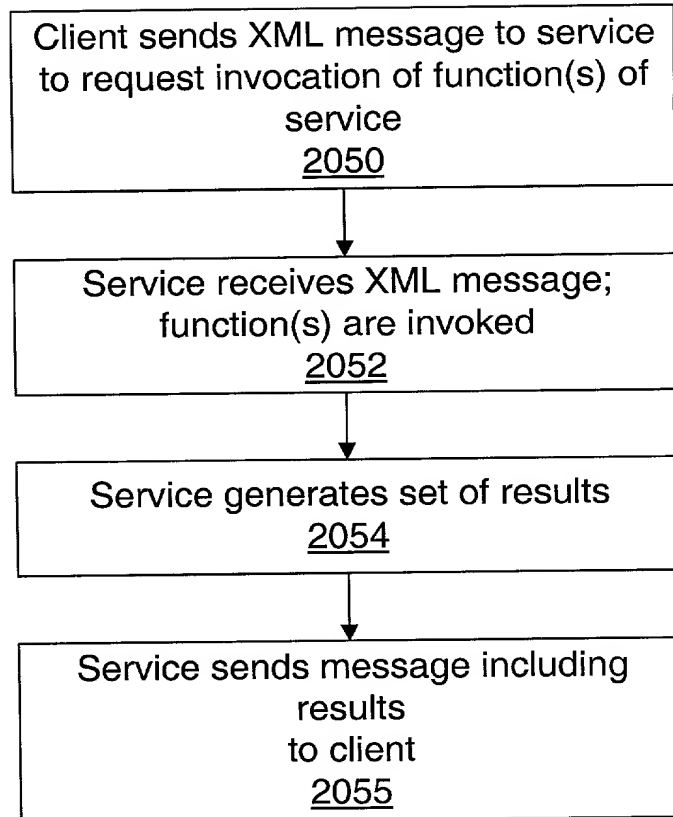 Client sends XML message to service
to request invocation of function(s) of
service
2050
Service receives XML message;
function(s) are invoked
2052
Service generates set of results
2054
Service sends message including
results
to client
2055